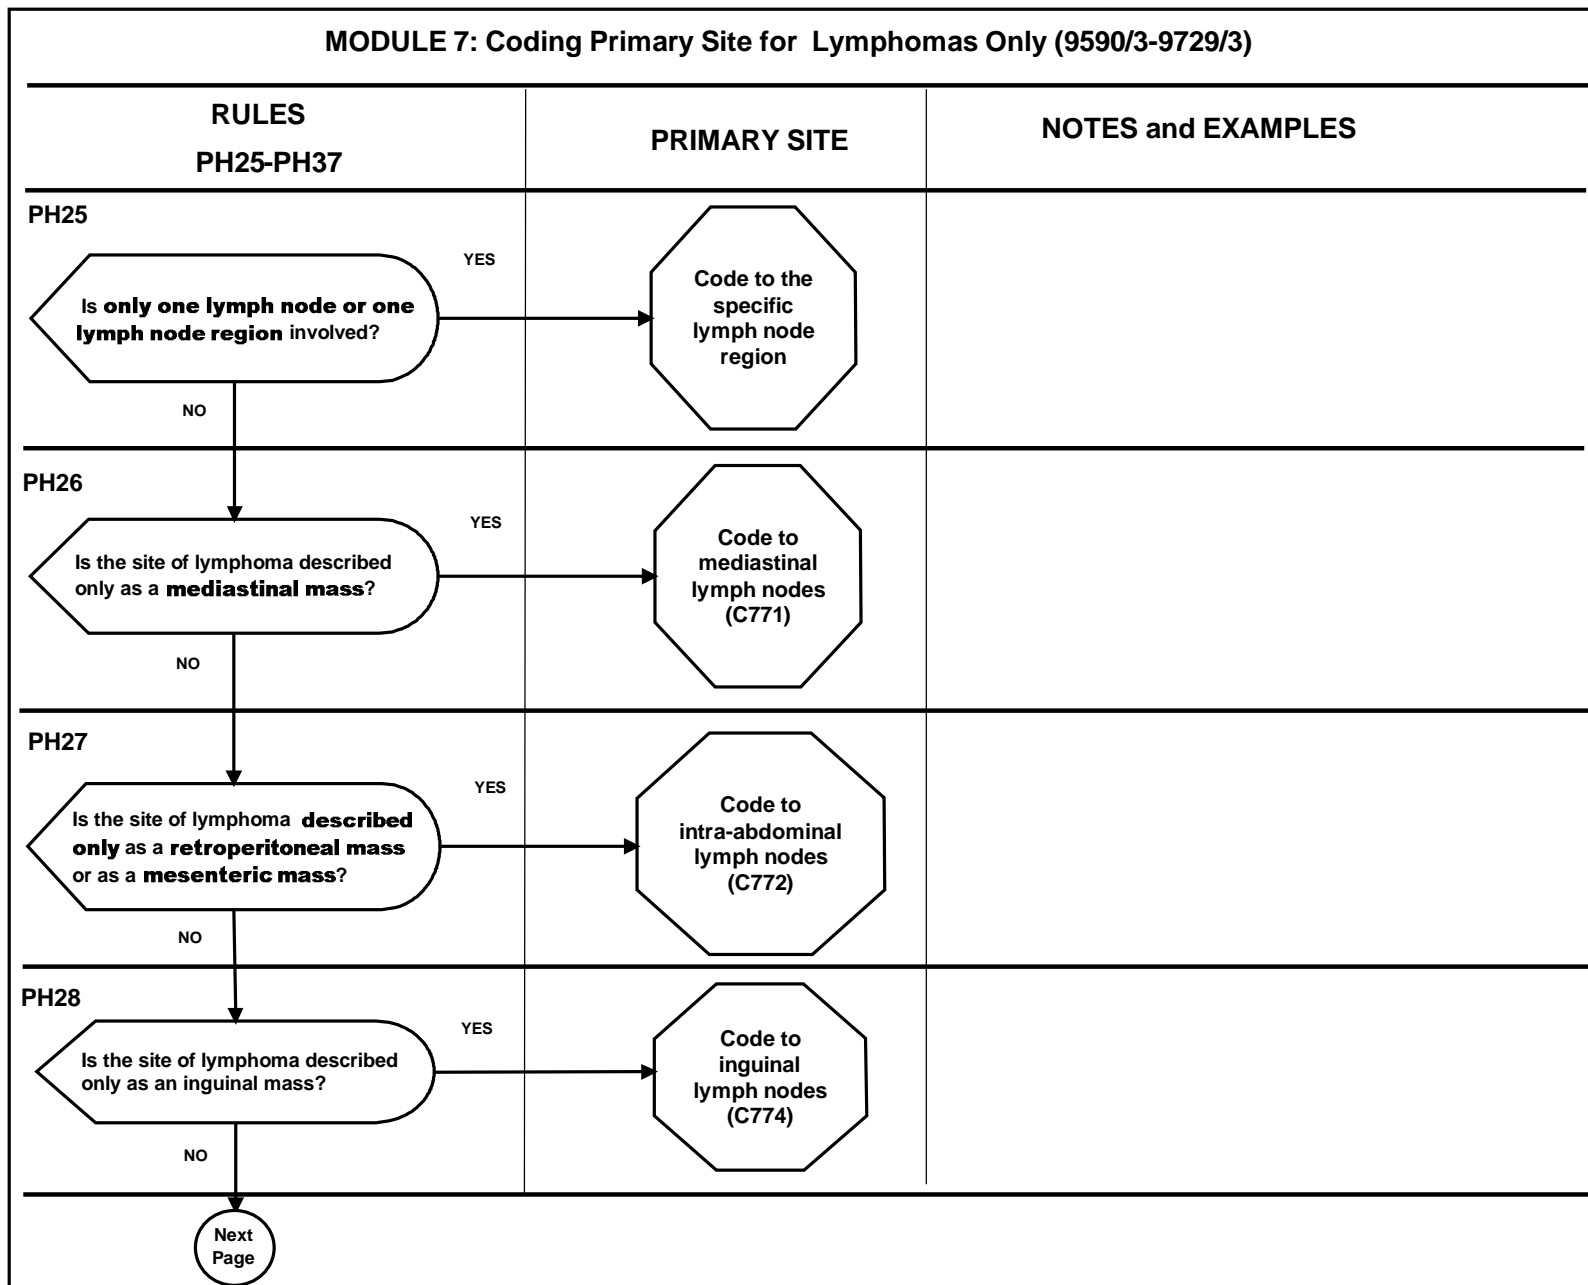 MODULE 7: Coding Primary Site for Lymphomas Only (9590/3-9729/3)
RULES
PH25-PH37
PRIMARY SITE
NOTES and EXAMPLES
PH25
Is only one lymph node or one
lymph node region involved?
YES
Code to the
specific
lymph node
region
NO
PH26
Is the site of lymphoma described
only as a mediastinal mass?
YES
Code to
mediastinal
lymph nodes
(C771)
NO
PH27
Is the site of lymphoma described
only as a retroperitoneal mass
or as a mesenteric mass?
YES
Code to
intra-abdominal
lymph nodes
(C772)
NO
PH28
Is the site of lymphoma described
only as an inguinal mass?
YES
Code to
inguinal
lymph nodes
(C774)
NO
Next
Page